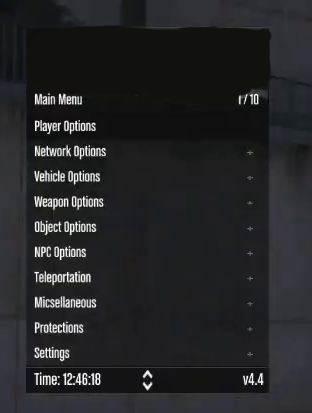 Main Menu 1/10
Player Options
Network Options +
Vehicle Options +
Weapon Options +
Object Options +
NPC Options +
Teleportation +
Micsellaneous +
Protections +
Settings +
Time: 12:46:18 v4.4